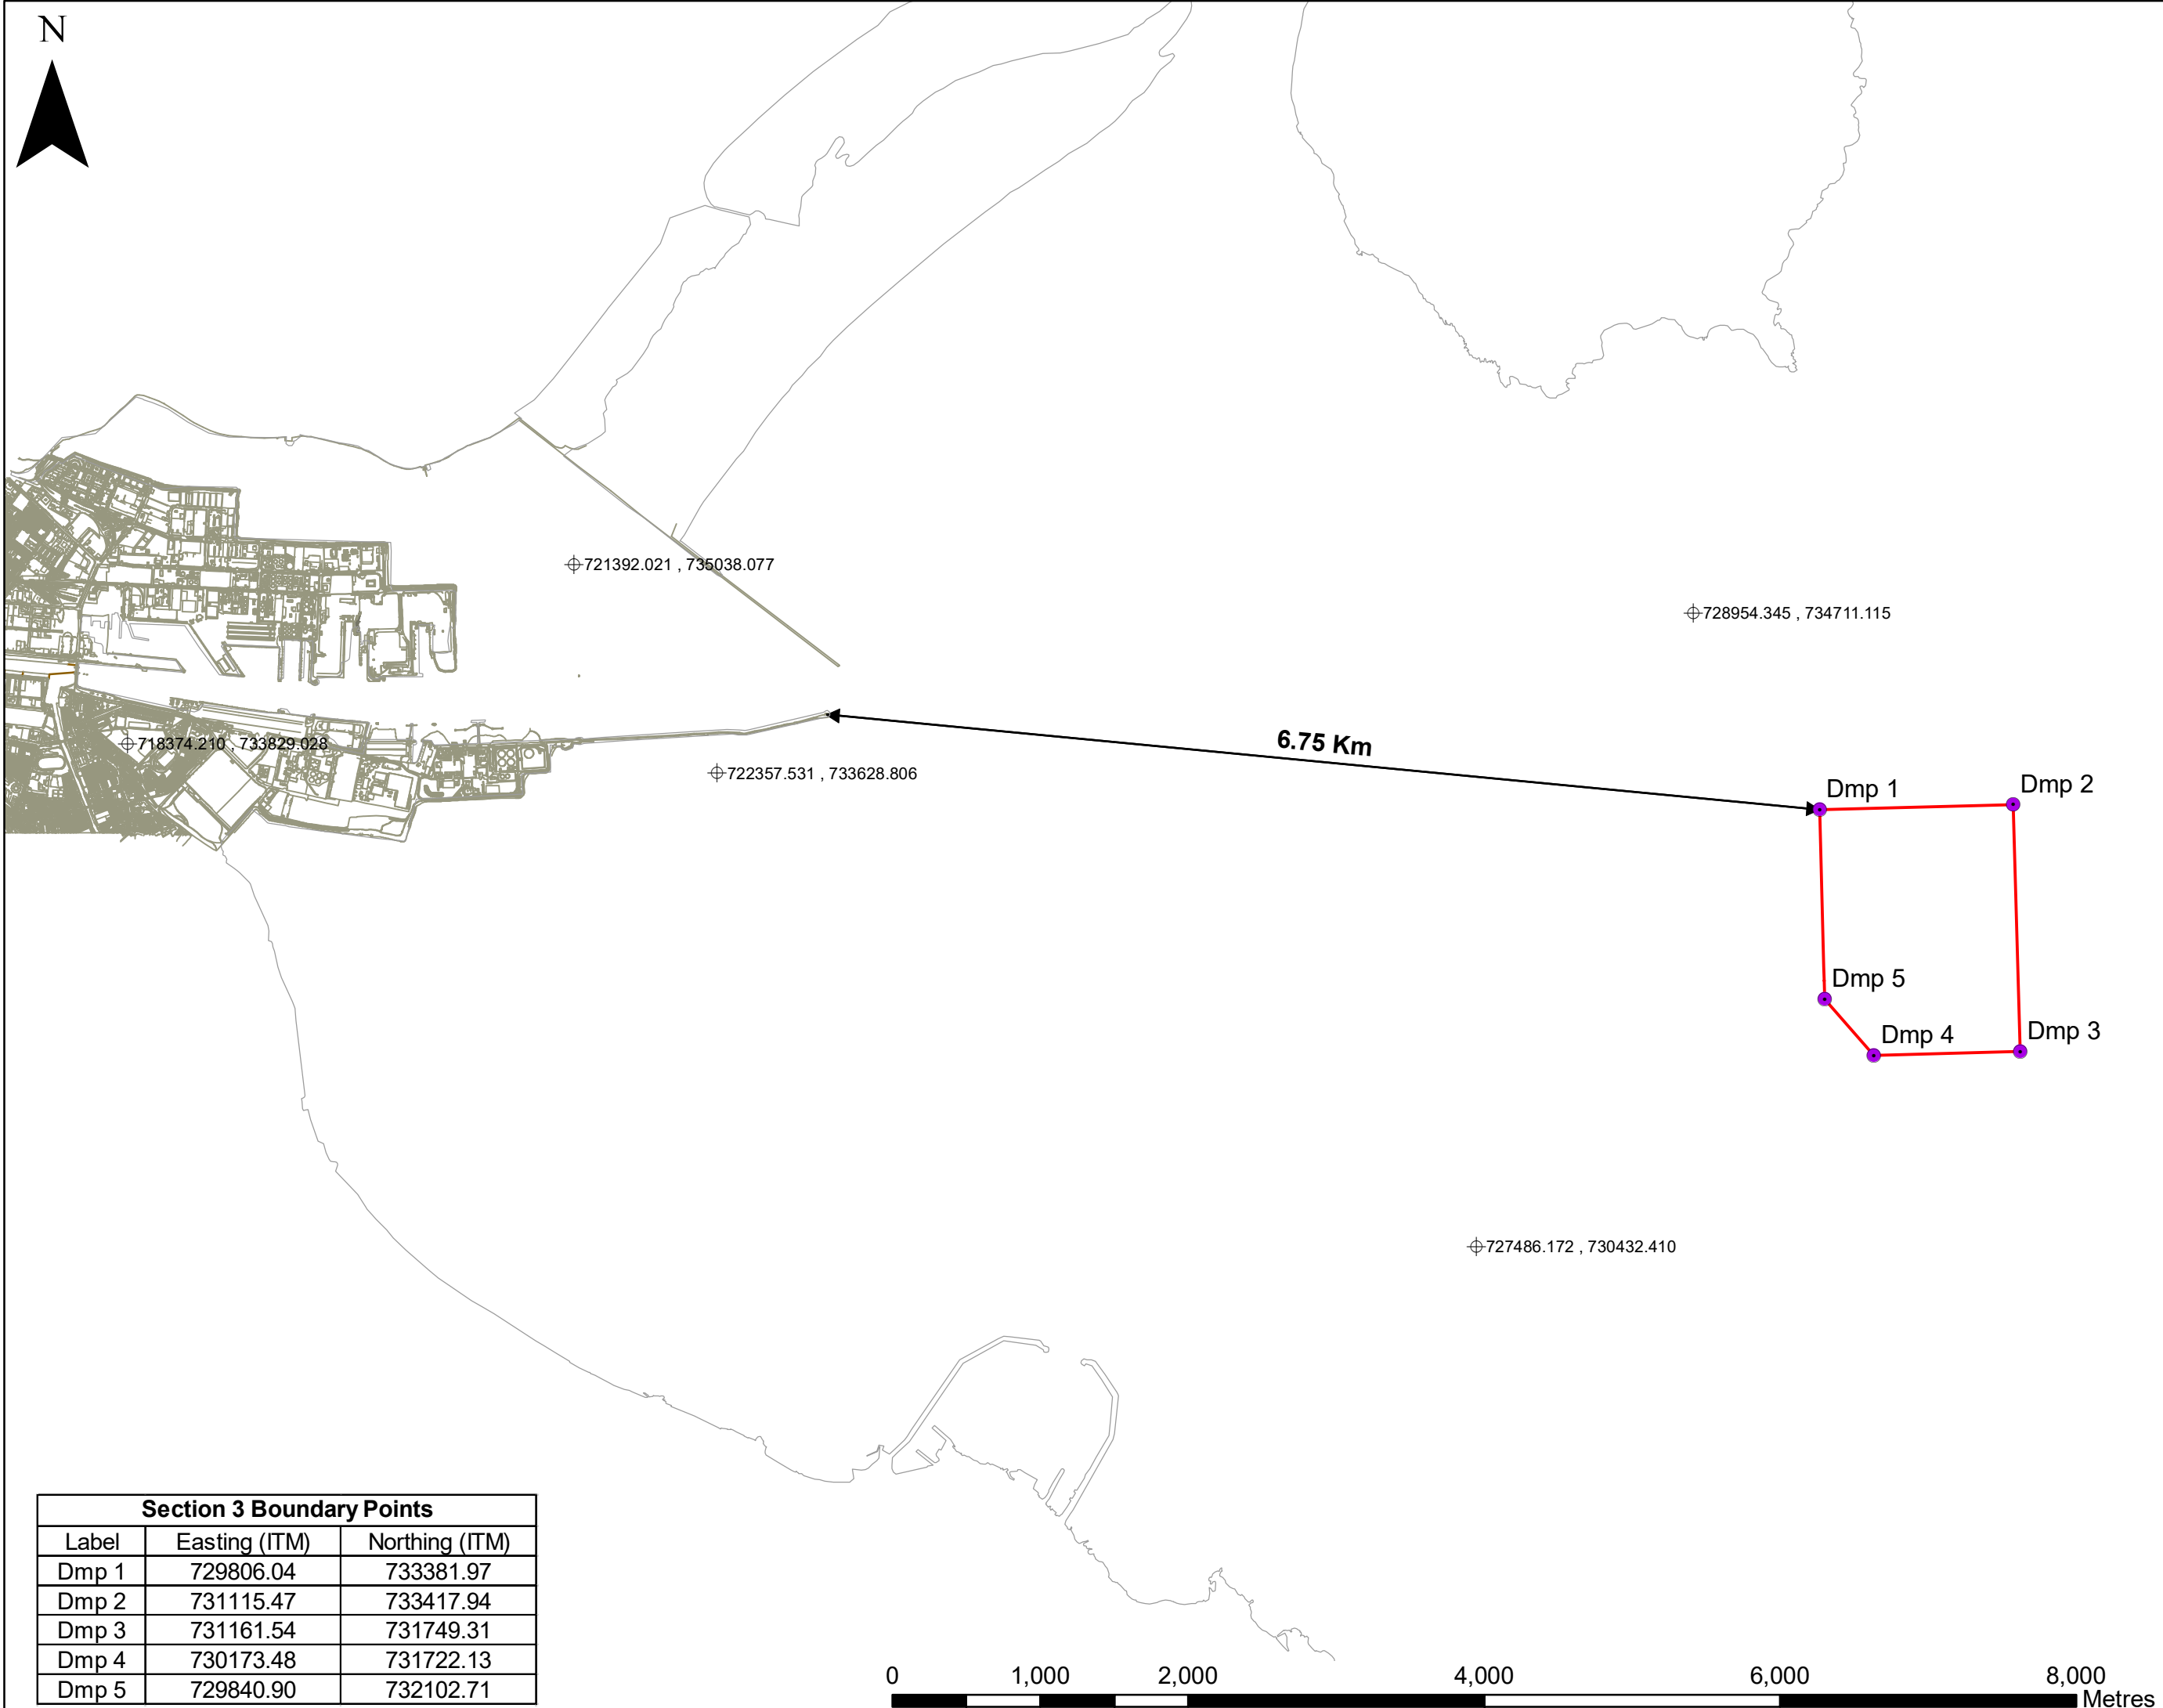 N
721392.021 , 735038.077
728954.345 , 734711.115
718374.210 , 733829.028
722357.531 , 733628.806
6.75 Km
Dmp 1
Dmp 2
Dmp 5
Dmp 4
Dmp 3
727486.172 , 730432.410
Section 3 Boundary Points
Label Easting (ITM) Northing (ITM)
Dmp 1 729806.04 733381.97
Dmp 2 731115.47 733417.94
Dmp 3 731161.54 731749.31
Dmp 4 730173.48 731722.13
Dmp 5 729840.90 732102.71
0 1,000 2,000 4,000 6,000 8,000
Metres